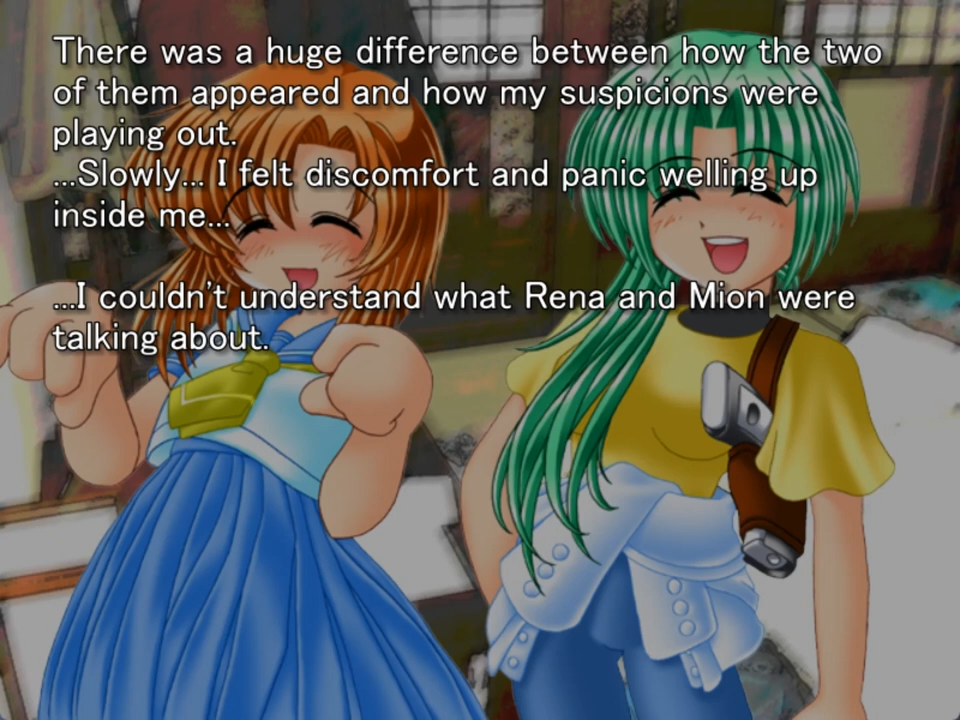 There was a huge difference between how the two
of them appeared and how my suspicions were
playing out.
...Slowly... I felt discomfort and panic welling up
inside me...
...I couldn't understand what Rena and Mion were
talking about.